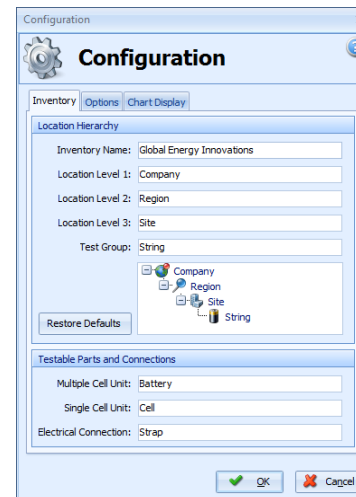 Configuration
Configuration
Inventory Options Chart Display
Location Hierarchy
Inventory Name: Global Energy Innovations
Location Level 1: Company
Location Level 2: Region
Location Level 3: Site
Test Group: String
Company
Region
Site
String
Restore Defaults
Testable Parts and Connections
Multiple Cell Unit: Battery
Single Cell Unit: Cell
Electrical Connection: Strap
OK Cancel